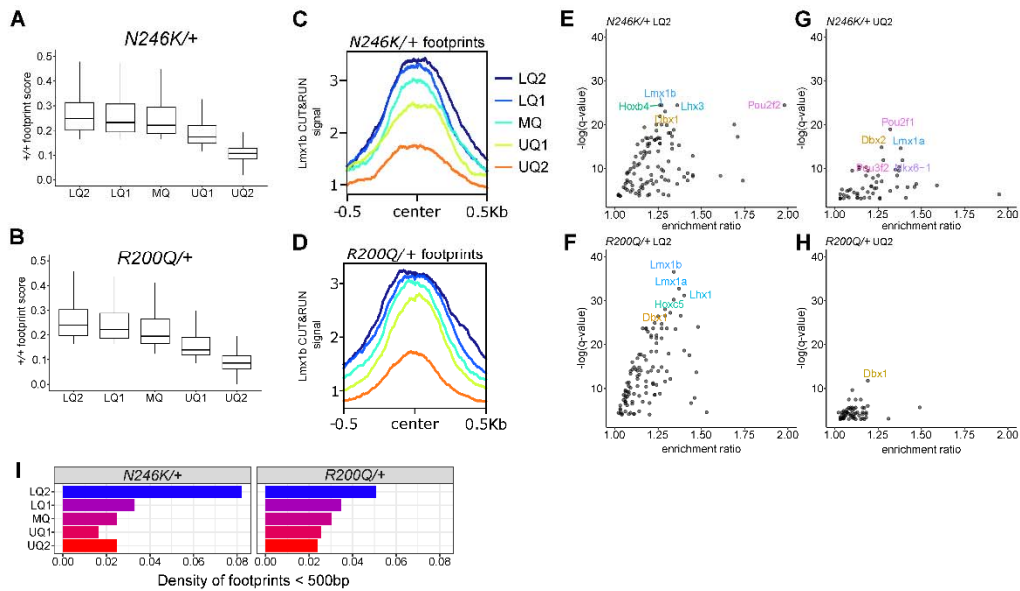 A
N246K/+
+/+ footprint score
0.5
0.4
0.3
0.2
0.1
0.0
LQ2 LQ1 MQ UQ1 UQ2
B
R200Q/+
+/+ footprint score
0.5
0.4
0.3
0.2
0.1
0.0
LQ2 LQ1 MQ UQ1 UQ2
C
N246K/+ footprints
Lmx1b CUT&RUN
signal
3
2
1
-0.5 center 0.5Kb
LQ2
LQ1
MQ
UQ1
UQ2
D
R200Q/+ footprints
Lmx1b CUT&RUN
signal
3
2
1
-0.5 center 0.5Kb
E
N246K/+ LQ2
-log(q-value)
40
30
20
10
Lmx1b
Hoxb4
Lhx3
Pou2f2
Dbx1
1.00 1.25 1.50 1.75 2.00
enrichment ratio
G
N246K/+ UQ2
-log(q-value)
40
30
20
10
Pou2f1
Dbx2
Lmx1a
Pou3f2
Nkx6-1
1.00 1.25 1.50 1.75 2.00
enrichment ratio
F
R200Q/+ LQ2
-log(q-value)
40
30
20
10
Lmx1b
Lmx1a
Lhx1
Hoxc5
Dbx1
1.00 1.25 1.50 1.75 2.00
enrichment ratio
H
R200Q/+ UQ2
-log(q-value)
40
30
20
10
Dbx1
1.00 1.25 1.50 1.75 2.00
enrichment ratio
I
N246K/+ R200Q/+
LQ2
LQ1
MQ
UQ1
UQ2
0.00 0.02 0.04 0.06 0.08 0.00 0.02 0.04 0.06 0.08
Density of footprints < 500bp